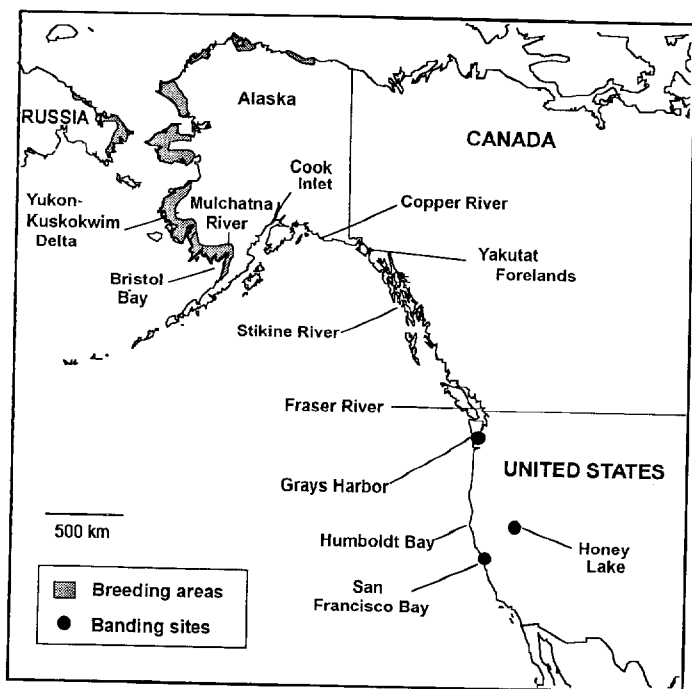 Alaska
RUSSIA
CANADA
Cook
Inlet
Yukon-
Kuskokwim
Delta
Mulchatna
River
Copper River
Bristol
Bay
Yakutat
Forelands
Stikine River
Fraser River
UNITED STATES
Grays Harbor
500 km
Humboldt Bay
Honey
Lake
San
Francisco Bay
Breeding areas
Banding sites